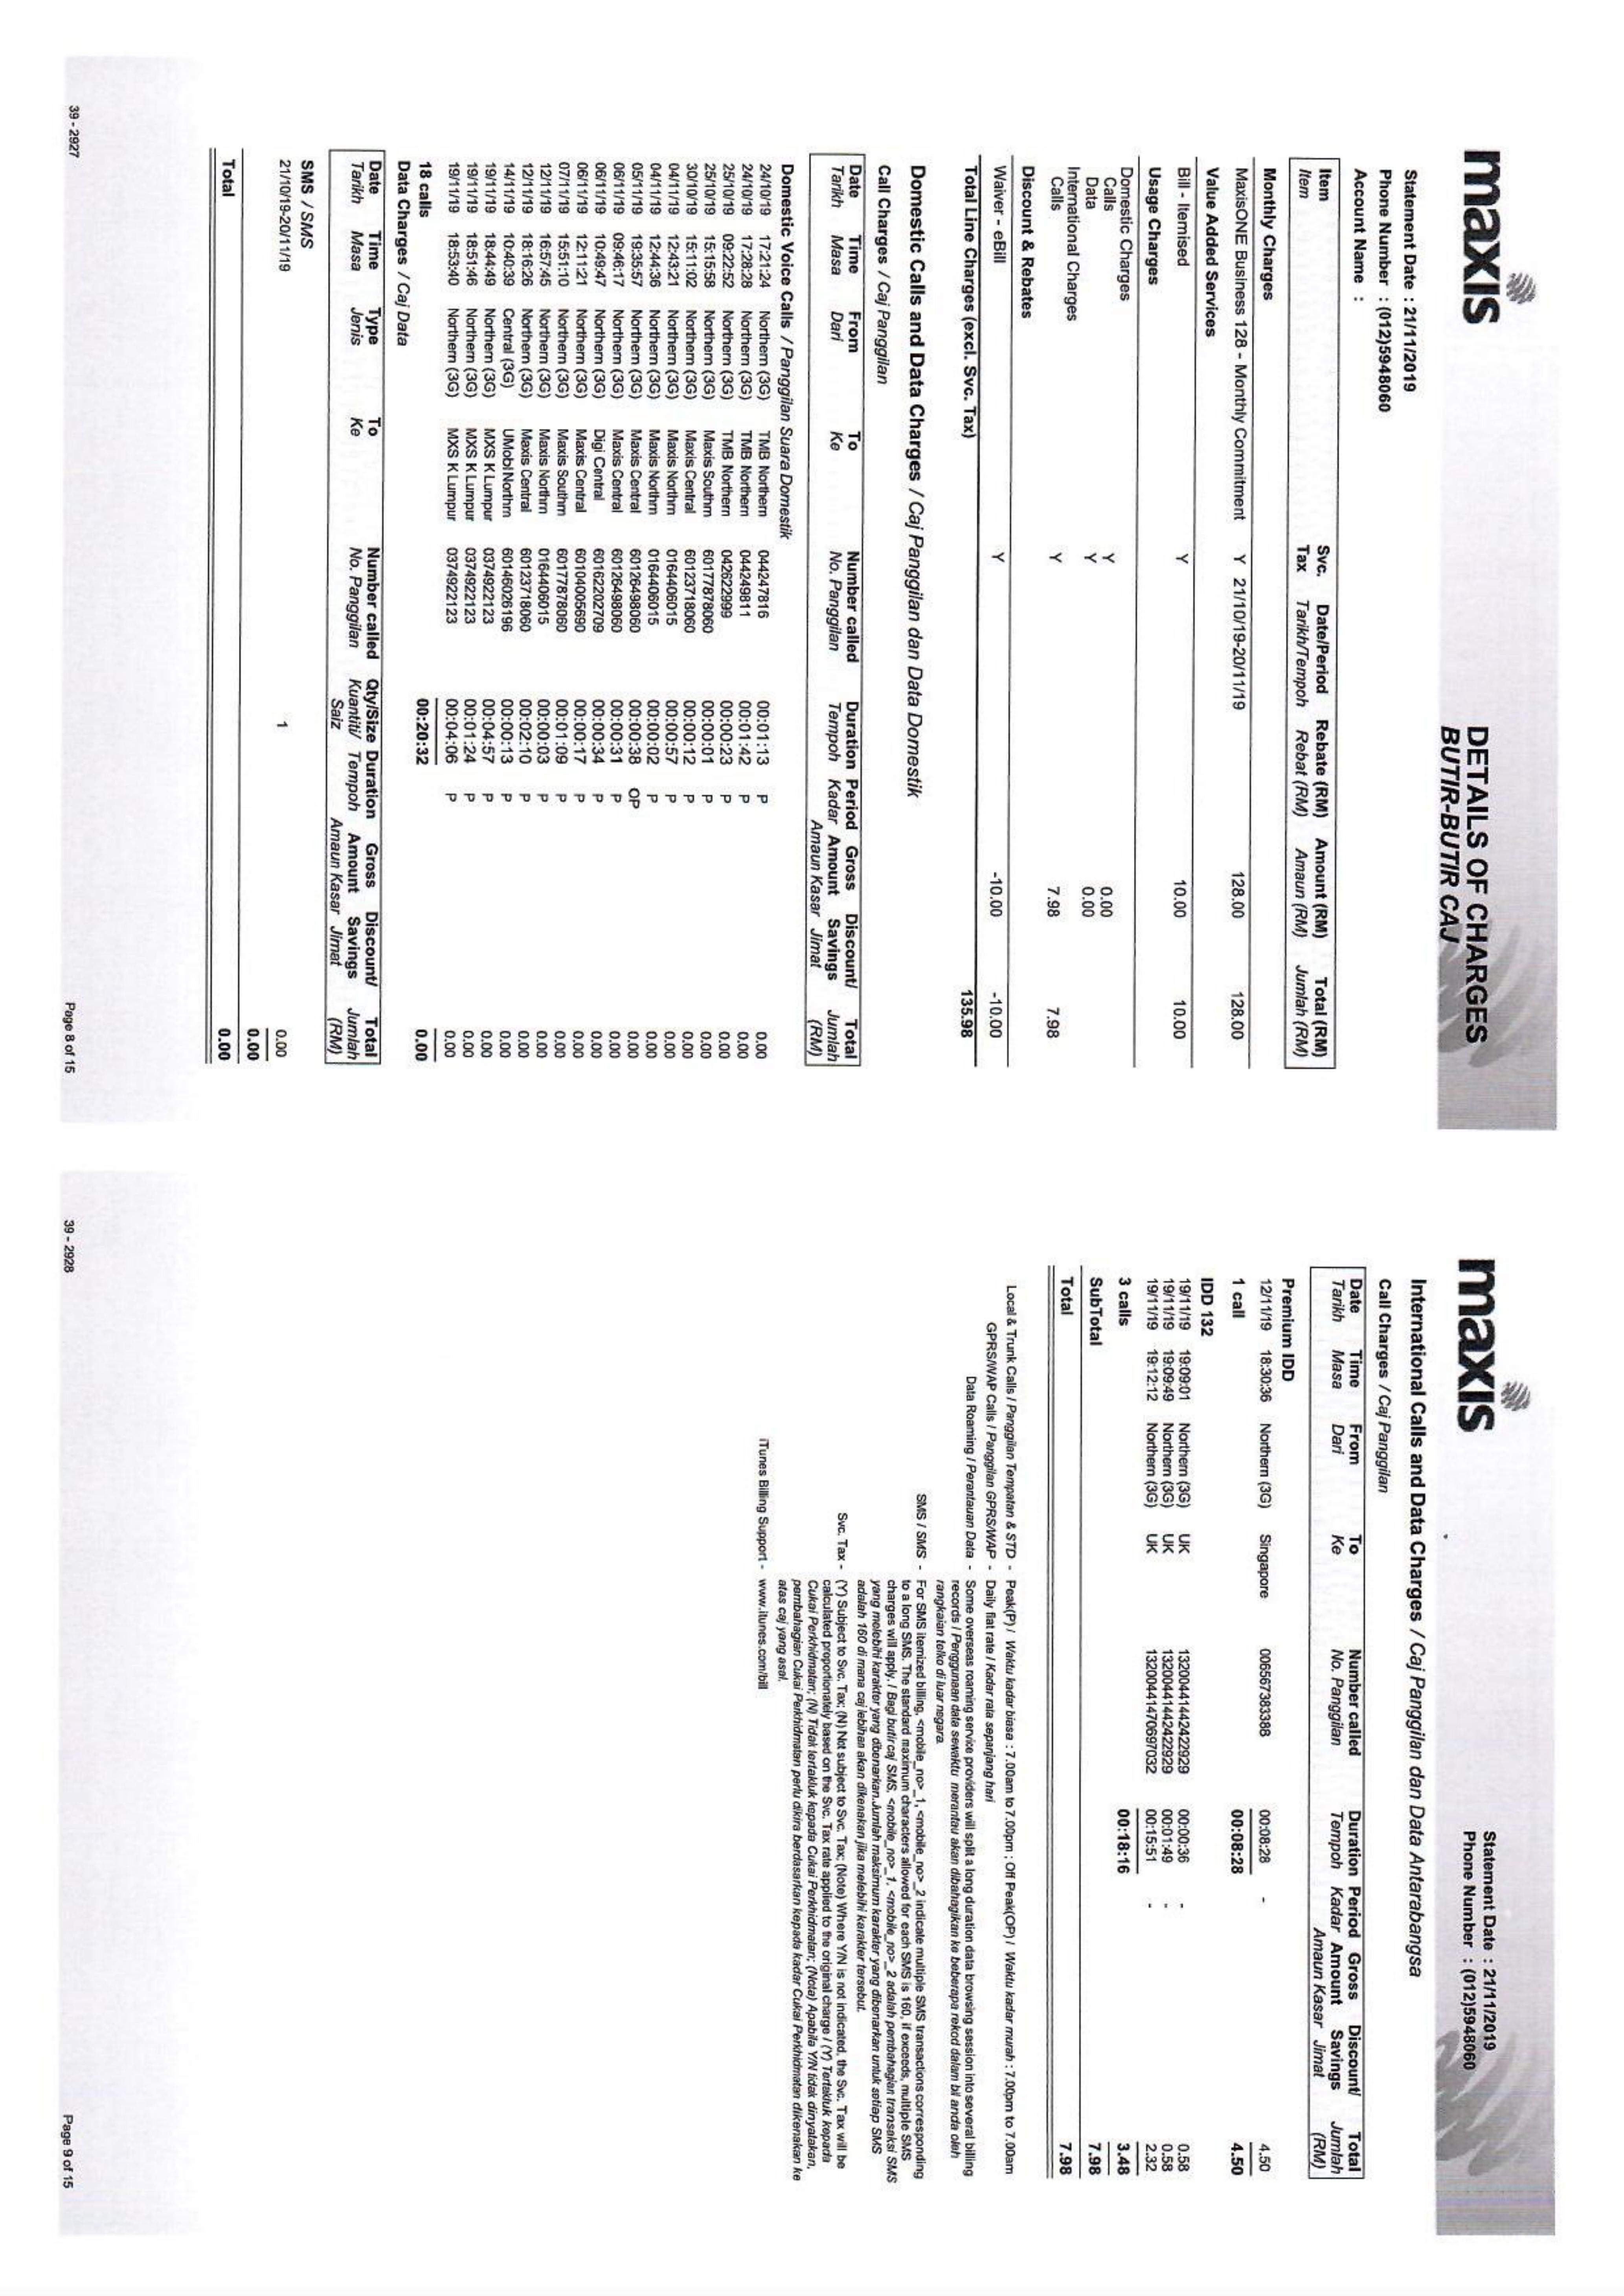 maxis
DETAILS OF CHARGES
BUTIR-BUTIR CAJ
Statement Date : 21/11/2019
Phone Number : (012)5948060
Account Name :
Item Svc. Date/Period Rebate (RM) Amount (RM) Total (RM)
Item Tax Tarikh/Tempoh Rebat (RM) Amaun (RM) Jumlah (RM)
Monthly Charges
MaxisONE Business 128 - Monthly Commitment Y 21/10/19-20/11/19 128.00 128.00
Value Added Services
Bill - Itemised Y 10.00 10.00
Usage Charges
Domestic Charges
Calls Y 0.00
Data Y 0.00
International Charges
Calls Y 7.98 7.98
Discount & Rebates
Waiver - eBill Y -10.00 -10.00
Total Line Charges (excl. Svc. Tax) 135.98
Domestic Calls and Data Charges / Caj Panggilan dan Data Domestik
Call Charges / Caj Panggilan
Date Time From To Number called Duration Period Gross Discount/ Total
Tarikh Masa Dari Ke No. Panggilan Tempoh Kadar Amount Savings Jumlah
Amaun Kasar Jimat (RM)
Domestic Voice Calls / Panggilan Suara Domestik
24/10/19 17:21:24 Northern (3G) TMB Northern 044247816 00:01:13 P 0.00
24/10/19 17:28:28 Northern (3G) TMB Northern 044249811 00:01:42 P 0.00
25/10/19 09:22:52 Northern (3G) TMB Northern 042622999 00:00:23 P 0.00
25/10/19 15:15:58 Northern (3G) Maxis Southrn 60177878060 00:00:01 P 0.00
30/10/19 15:11:02 Northern (3G) Maxis Central 60123718060 00:00:12 P 0.00
04/11/19 12:43:21 Northern (3G) Maxis Northrn 0164406015 00:00:57 P 0.00
04/11/19 12:44:36 Northern (3G) Maxis Northrn 0164406015 00:00:02 P 0.00
05/11/19 19:35:57 Northern (3G) Maxis Central 60126498060 00:00:38 OP 0.00
06/11/19 09:46:17 Northern (3G) Maxis Central 60126498060 00:00:31 P 0.00
06/11/19 10:49:47 Northern (3G) Digi Central 60162202709 00:00:34 P 0.00
06/11/19 12:11:21 Northern (3G) Maxis Central 60104005690 00:00:17 P 0.00
07/11/19 15:51:10 Northern (3G) Maxis Southrn 60177878060 00:01:09 P 0.00
12/11/19 16:57:45 Northern (3G) Maxis Northrn 0164406015 00:00:03 P 0.00
12/11/19 18:16:26 Northern (3G) Maxis Central 60123718060 00:02:10 P 0.00
14/11/19 10:40:39 Central (3G) UMoblNorthrn 60146026196 00:00:13 P 0.00
19/11/19 18:44:49 Northern (3G) MXS K Lumpur 0374922123 00:04:57 P 0.00
19/11/19 18:51:46 Northern (3G) MXS K Lumpur 0374922123 00:01:24 P 0.00
19/11/19 18:53:40 Northern (3G) MXS K Lumpur 0374922123 00:04:06 P 0.00
18 calls 00:20:32 0.00
Data Charges / Caj Data
Date Time Type To Number called Qty/Size Duration Gross Discount/ Total
Tarikh Masa Jenis Ke No. Panggilan Kuantiti/ Tempoh Amount Savings Jumlah
Saiz Amaun Kasar Jimat (RM)
SMS / SMS
21/10/19-20/11/19 1 0.00
0.00
Total 0.00
39 - 2927 Page 8 of 15
maxis
Statement Date : 21/11/2019
Phone Number : (012)5948060
International Calls and Data Charges / Caj Panggilan dan Data Antarabangsa
Call Charges / Caj Panggilan
Date Time From To Number called Duration Period Gross Discount/ Total
Tarikh Masa Dari Ke No. Panggilan Tempoh Kadar Amount Savings Jumlah
Amaun Kasar Jimat (RM)
Premium IDD
12/11/19 18:30:36 Northern (3G) Singapore 006567383388 00:08:28 - 4.50
1 call 00:08:28 4.50
IDD 132
19/11/19 19:09:01 Northern (3G) UK 13200441442422929 00:00:36 - 0.58
19/11/19 19:09:49 Northern (3G) UK 13200441442422929 00:01:49 - 0.58
19/11/19 19:12:12 Northern (3G) UK 13200441470697032 00:15:51 - 2.32
3 calls 00:18:16 3.48
SubTotal 7.98
Total 7.98
Local & Trunk Calls / Panggilan Tempatan & STD - Peak(P) / Waktu kadar biasa : 7.00am to 7.00pm ; Off Peak(OP) / Waktu kadar murah : 7.00pm to 7.00am
GPRS/WAP Calls / Panggilan GPRS/WAP - Daily flat rate / Kadar rata sepanjang hari
Data Roaming / Perantauan Data - Some overseas roaming service providers will split a long duration data browsing session into several billing
records / Penggunaan data sewaktu merantau akan dibahagikan ke beberapa rekod dalam bil anda oleh
rangkaian telko di luar negara.
SMS / SMS - For SMS itemized billing, <mobile_no>_1, <mobile_no>_2 indicate multiple SMS transactions corresponding
to a long SMS. The standard maximum characters allowed for each SMS is 160, if exceeds, multiple SMS
charges will apply. / Bagi butir caj SMS, <mobile_no>_1, <mobile_no>_2 adalah pembahagian transaksi SMS
yang melebihi karakter yang dibenarkan. Jumlah maksimum karakter yang dibenarkan untuk setiap SMS
adalah 160 di mana caj lebihan akan dikenakan jika melebihi karakter tersebut.
Svc. Tax - (Y) Subject to Svc. Tax; (N) Not subject to Svc. Tax; (Note) Where Y/N is not indicated, the Svc. Tax will be
calculated proportionately based on the Svc. Tax rate applied to the original charge / (Y) Tertakluk kepada
Cukai Perkhidmatan; (N) Tidak tertakluk kepada Cukai Perkhidmatan; (Nota) Apabila Y/N tidak dinyatakan,
pembahagian Cukai Perkhidmatan perlu dikira berdasarkan kepada kadar Cukai Perkhidmatan dikenakan ke
atas caj yang asal.
iTunes Billing Support - www.itunes.com/bill
39 - 2928 Page 9 of 15